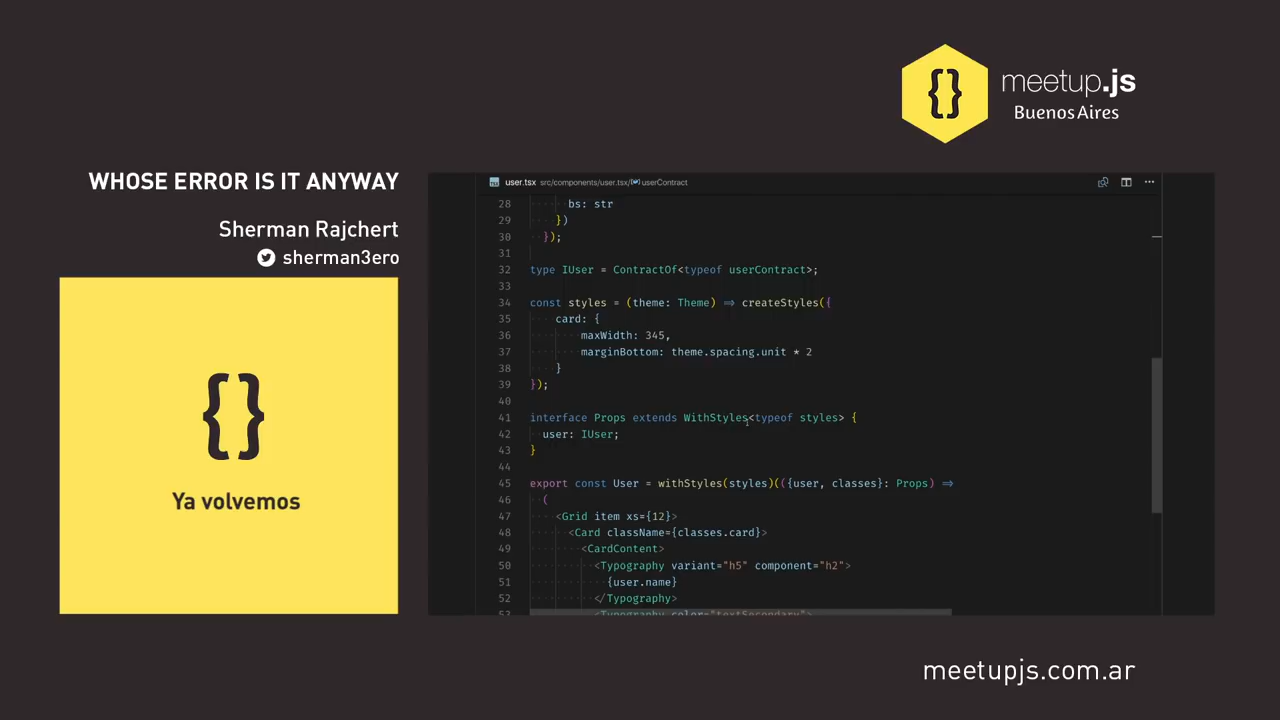 meetup.js
Buenos Aires
WHOSE ERROR IS IT ANYWAY
Sherman Rajchert
sherman3ero
{}
Ya volvemos
user.tsx src/components/user.tsx/userContract
28 bs: str
29 })
30 });
31
32 type IUser = ContractOf<typeof userContract>;
33
34 const styles = (theme: Theme) ⇒ createStyles({
35 card: {
36 maxWidth: 345,
37 marginBottom: theme.spacing.unit * 2
38 }
39 });
40
41 interface Props extends WithStyles<typeof styles> {
42 user: IUser;
43 }
44
45 export const User = withStyles(styles)(({user, classes}: Props) ⇒
46 (
47 <Grid item xs={12}>
48 <Card className={classes.card}>
49 <CardContent>
50 <Typography variant="h5" component="h2">
51 {user.name}
52 </Typography>
53 <Typography color="textSecondary">
meetupjs.com.ar